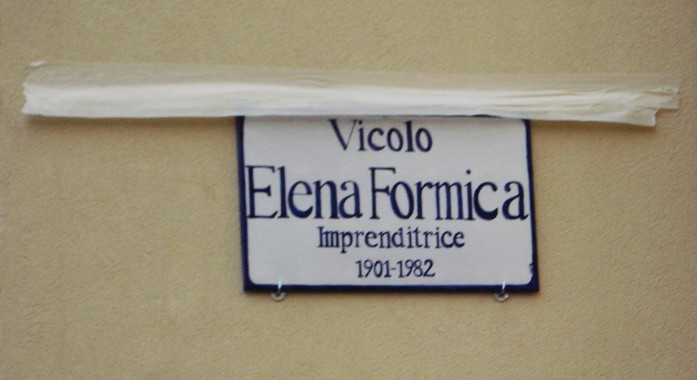 Vicolo
Elena Formica
Imprenditrice
1901-1982